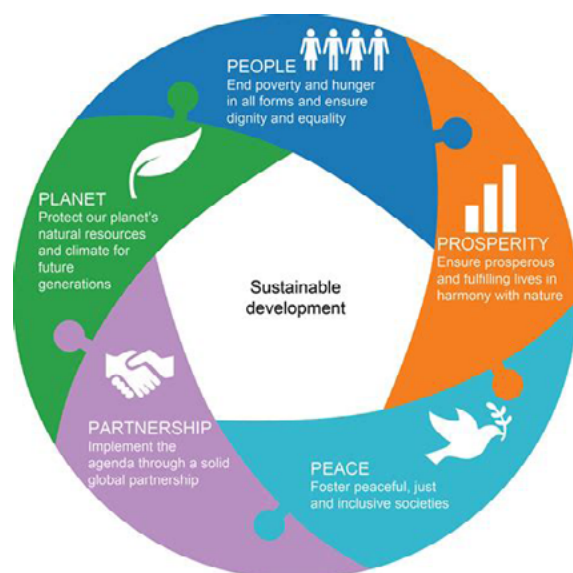 PEOPLE
End poverty and hunger
in all forms and ensure
dignity and equality
PROSPERITY
Ensure prosperous
and fulfilling lives in
harmony with nature
PEACE
Foster peaceful, just
and inclusive societies
PARTNERSHIP
Implement the
agenda through a solid
global partnership
PLANET
Protect our planet's
natural resources
and climate for
future
generations
Sustainable
development